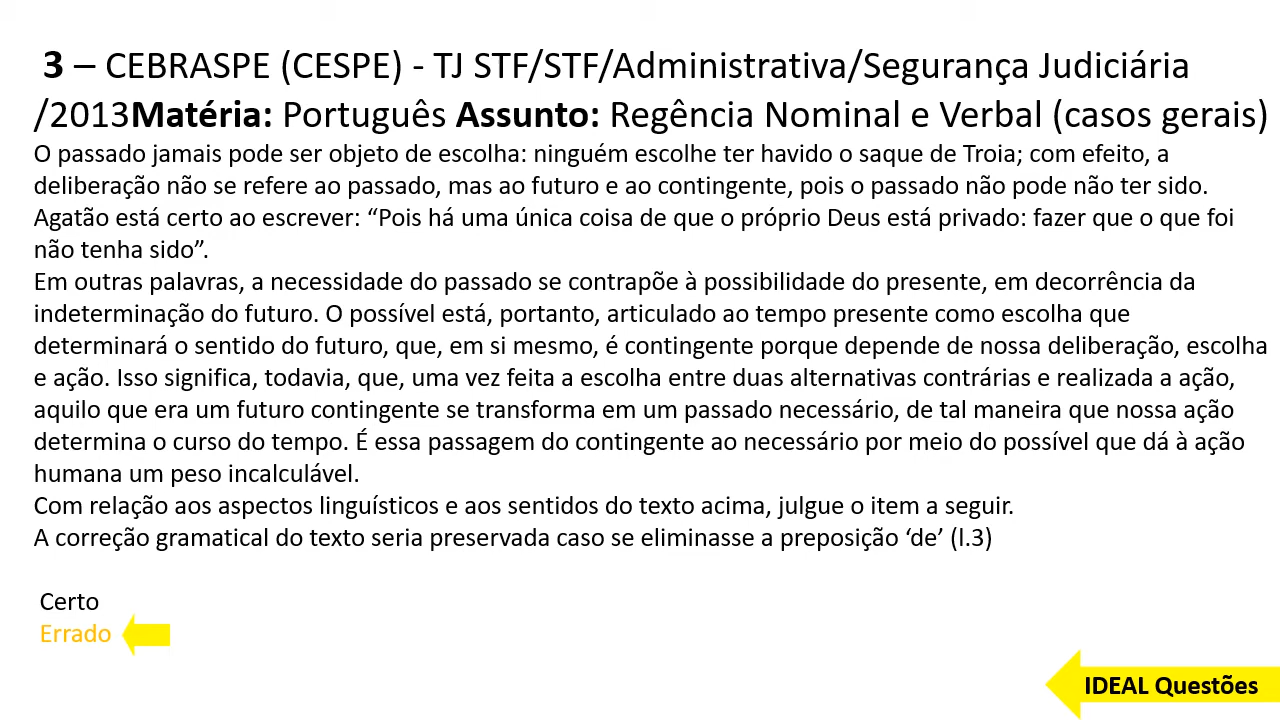 3 – CEBRASPE (CESPE) - TJ STF/STF/Administrativa/Segurança Judiciária
/2013Matéria: Português Assunto: Regência Nominal e Verbal (casos gerais)
O passado jamais pode ser objeto de escolha: ninguém escolhe ter havido o saque de Troia; com efeito, a
deliberação não se refere ao passado, mas ao futuro e ao contingente, pois o passado não pode não ter sido.
Agatão está certo ao escrever: “Pois há uma única coisa de que o próprio Deus está privado: fazer que o que foi
não tenha sido”.
Em outras palavras, a necessidade do passado se contrapõe à possibilidade do presente, em decorrência da
indeterminação do futuro. O possível está, portanto, articulado ao tempo presente como escolha que
determinará o sentido do futuro, que, em si mesmo, é contingente porque depende de nossa deliberação, escolha
e ação. Isso significa, todavia, que, uma vez feita a escolha entre duas alternativas contrárias e realizada a ação,
aquilo que era um futuro contingente se transforma em um passado necessário, de tal maneira que nossa ação
determina o curso do tempo. É essa passagem do contingente ao necessário por meio do possível que dá à ação
humana um peso incalculável.
Com relação aos aspectos linguísticos e aos sentidos do texto acima, julgue o item a seguir.
A correção gramatical do texto seria preservada caso se eliminasse a preposição ‘de’ (l.3)
Certo
Errado
IDEAL Questões